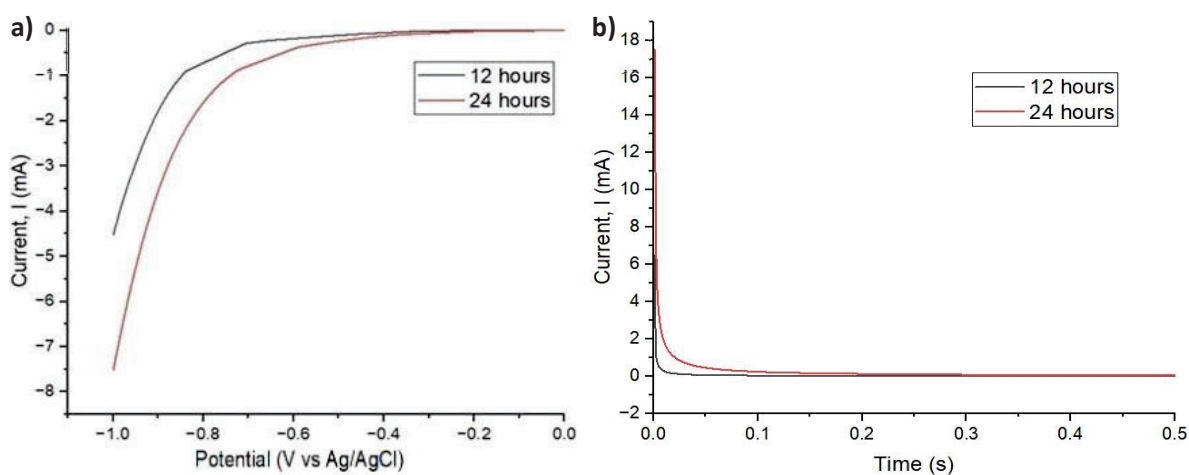 a)
0
−1
−2
−3
−4
−5
−6
−7
−8
Current, I (mA)
12 hours
24 hours
−1.0 −0.8 −0.6 −0.4 −0.2 0.0
Potential (V vs Ag/AgCl)
b)
18
16
14
12
10
8
6
4
2
0
−2
Current, I (mA)
12 hours
24 hours
0.0 0.1 0.2 0.3 0.4 0.5
Time (s)